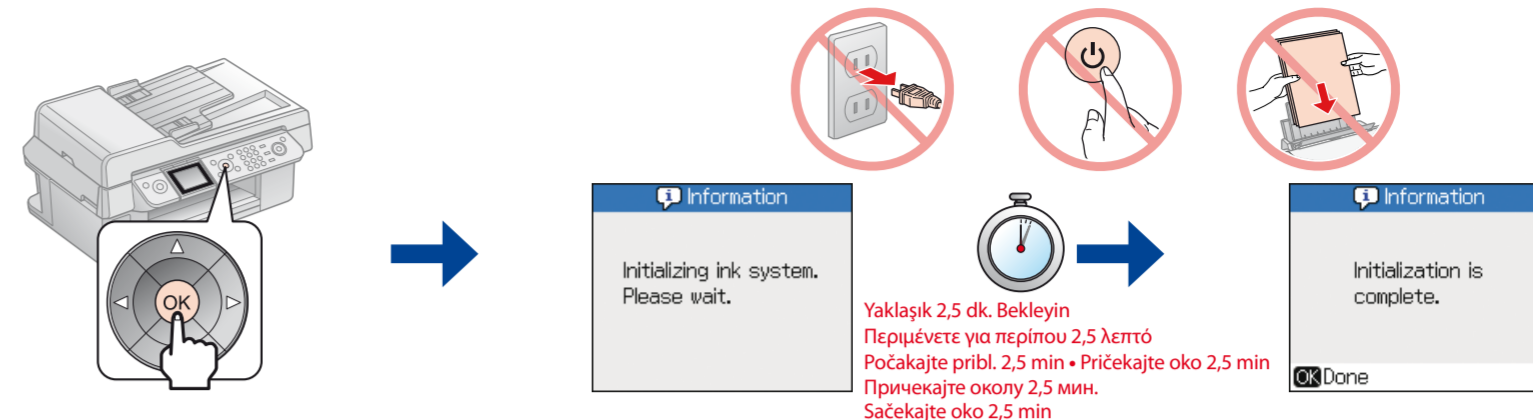 OK
Information
Initializing ink system.
Please wait.
Yaklaşık 2,5 dk. Bekleyin
Περιμένετε για περίπου 2,5 λεπτό
Počakajte pribl. 2,5 min • Pričekajte oko 2,5 min
Причекајте околу 2,5 мин.
Sačekajte oko 2,5 min
Information
Initialization is
complete.
OK Done